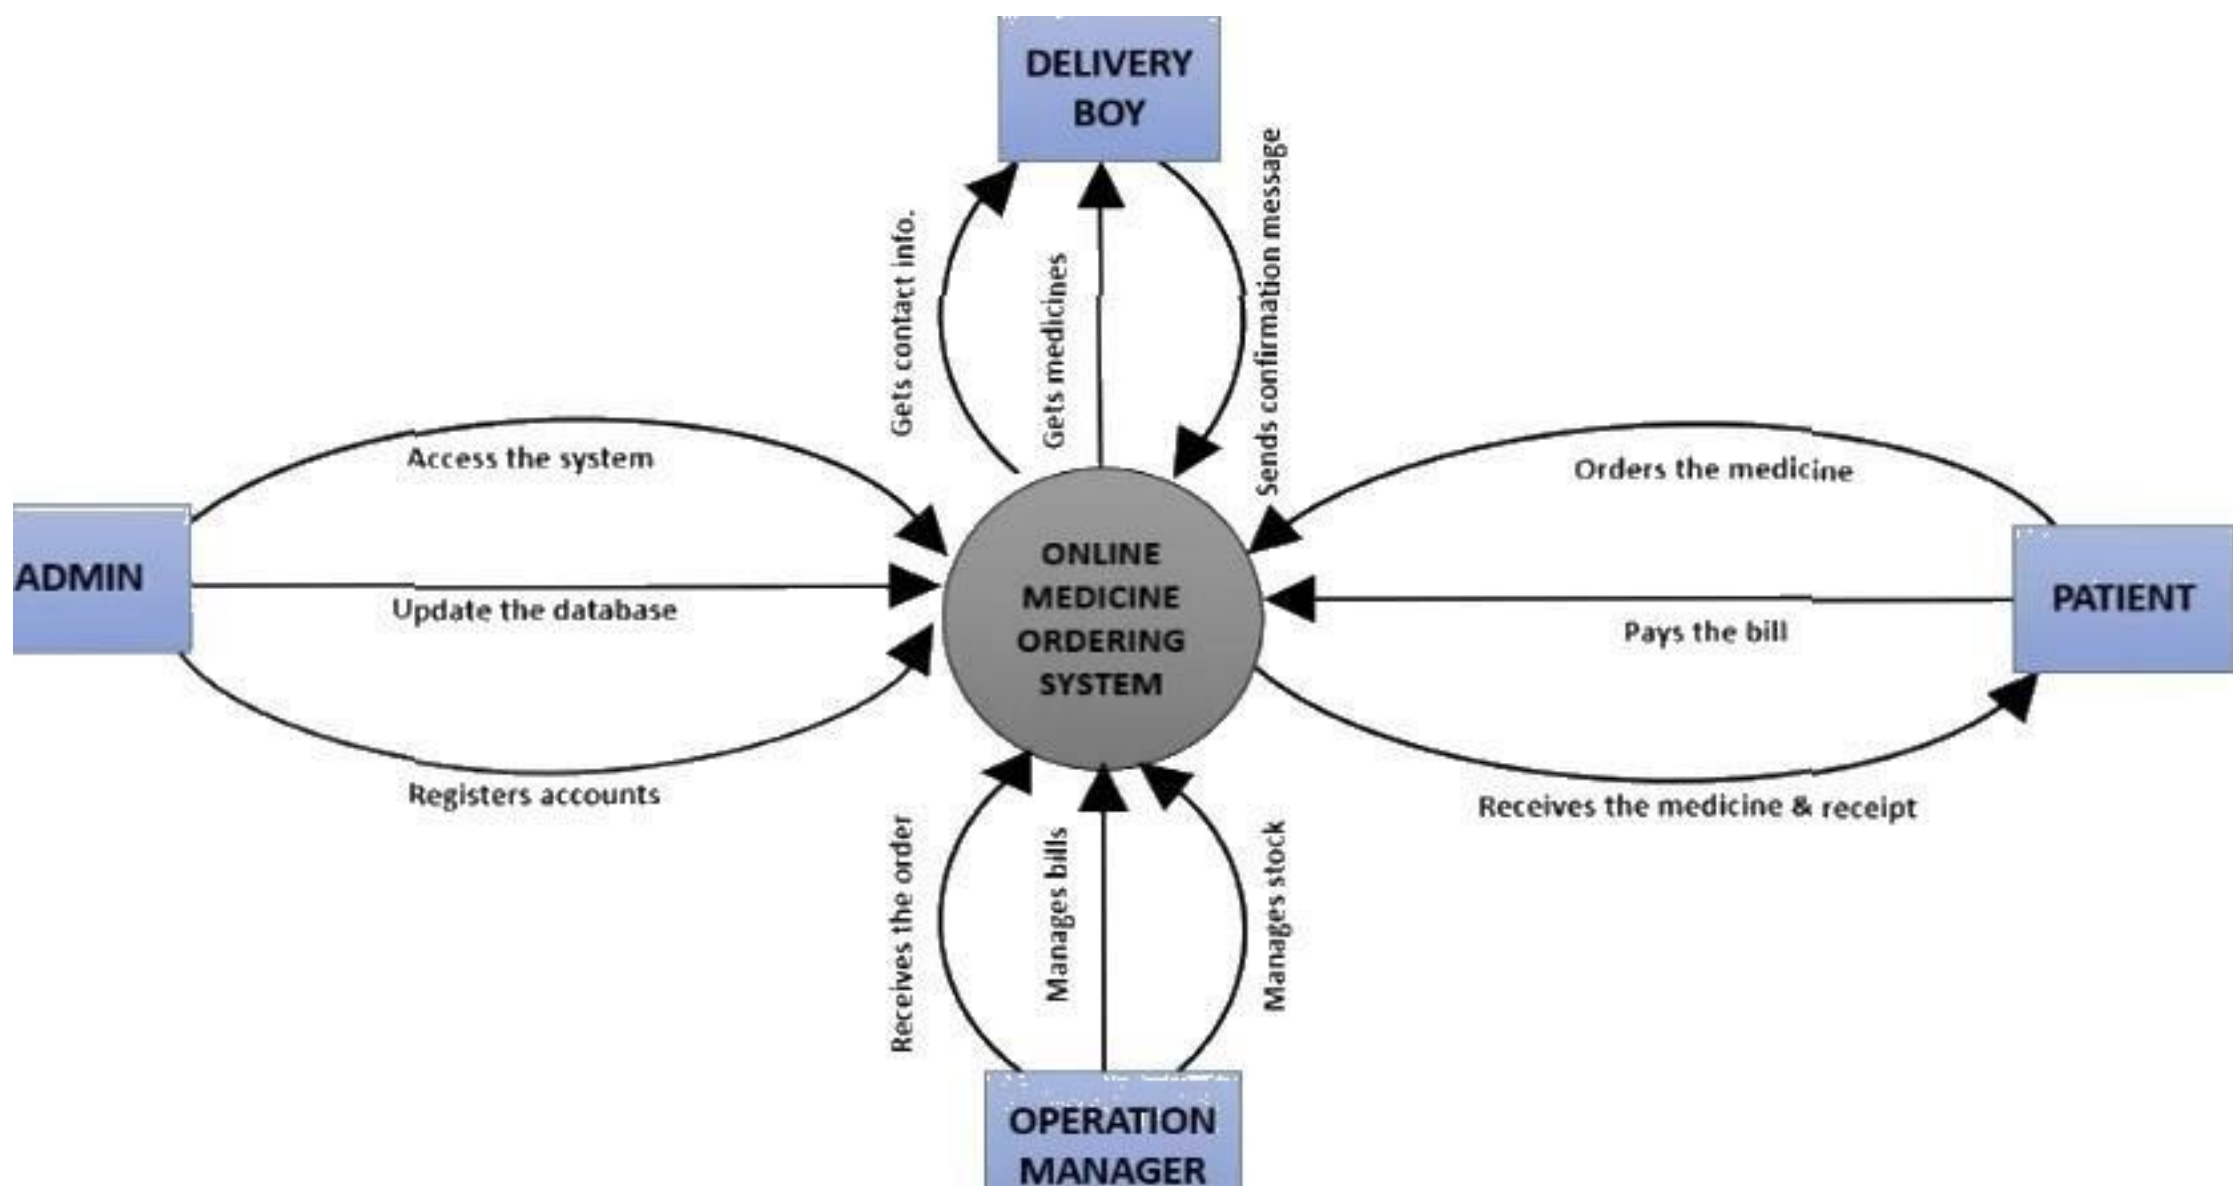 DELIVERY
BOY
Gets contact info.
Gets medicines
Sends confirmation message
Access the system
Orders the medicine
ADMIN
Update the database
ONLINE
MEDICINE
ORDERING
SYSTEM
PATIENT
Pays the bill
Registers accounts
Receives the medicine & receipt
Receives the order
Manages bills
Manages stock
OPERATION
MANAGER